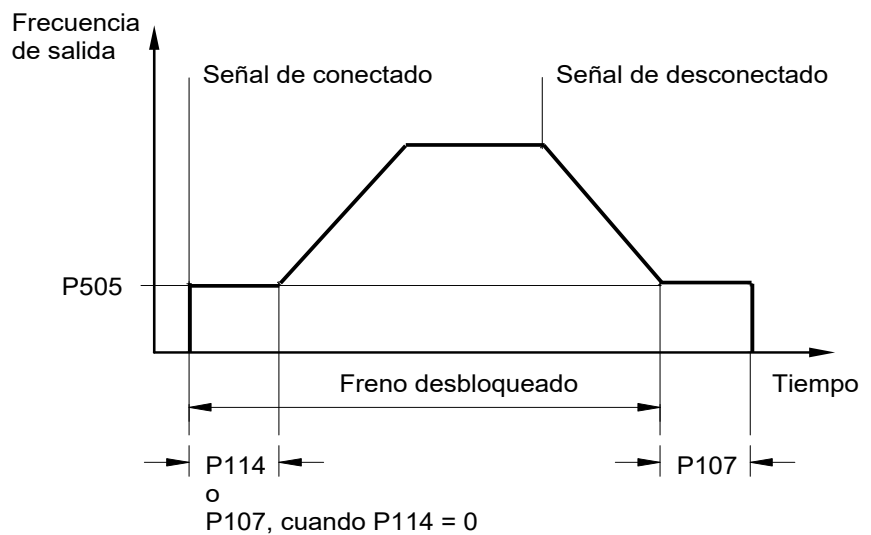 Frecuencia
de salida
Señal de conectado
Señal de desconectado
P505
Freno desbloqueado
Tiempo
P114
o
P107, cuando P114 = 0
P107